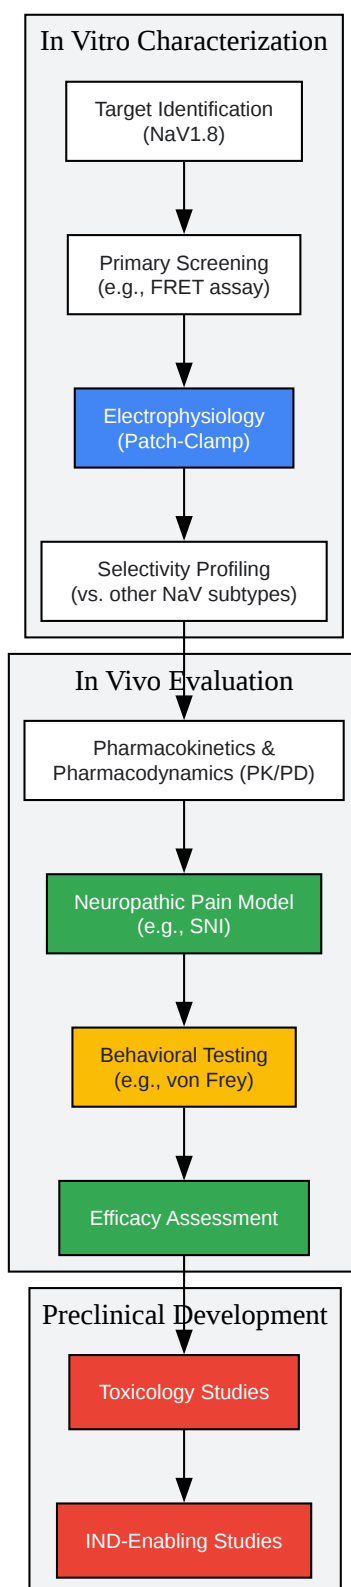 In Vitro Characterization
Target Identification
(NaV1.8)
Primary Screening
(e.g., FRET assay)
Electrophysiology
(Patch-Clamp)
Selectivity Profiling
(vs. other NaV subtypes)
In Vivo Evaluation
Pharmacokinetics &
Pharmacodynamics (PK/PD)
Neuropathic Pain Model
(e.g., SNI)
Behavioral Testing
(e.g., von Frey)
Efficacy Assessment
Preclinical Development
Toxicology Studies
IND-Enabling Studies